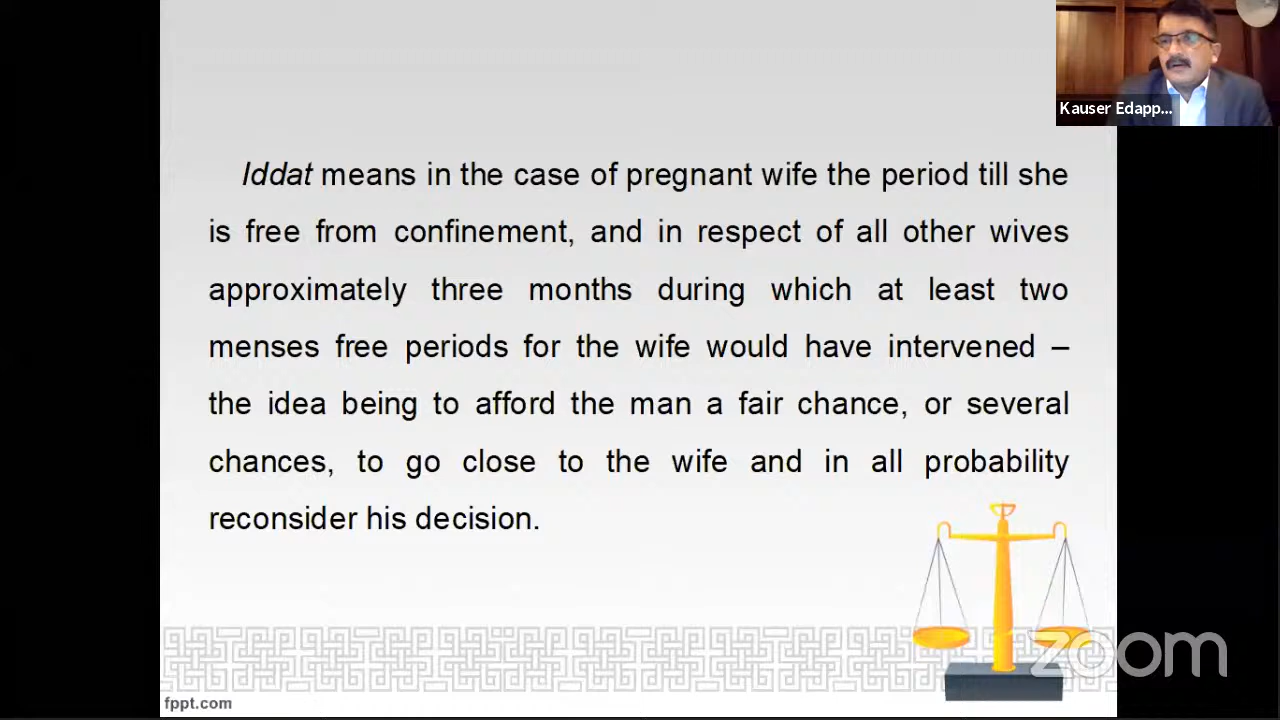 Kauser Edapp...
Iddat means in the case of pregnant wife the period till she
is free from confinement, and in respect of all other wives
approximately three months during which at least two
menses free periods for the wife would have intervened –
the idea being to afford the man a fair chance, or several
chances, to go close to the wife and in all probability
reconsider his decision.
zoom
fppt.com